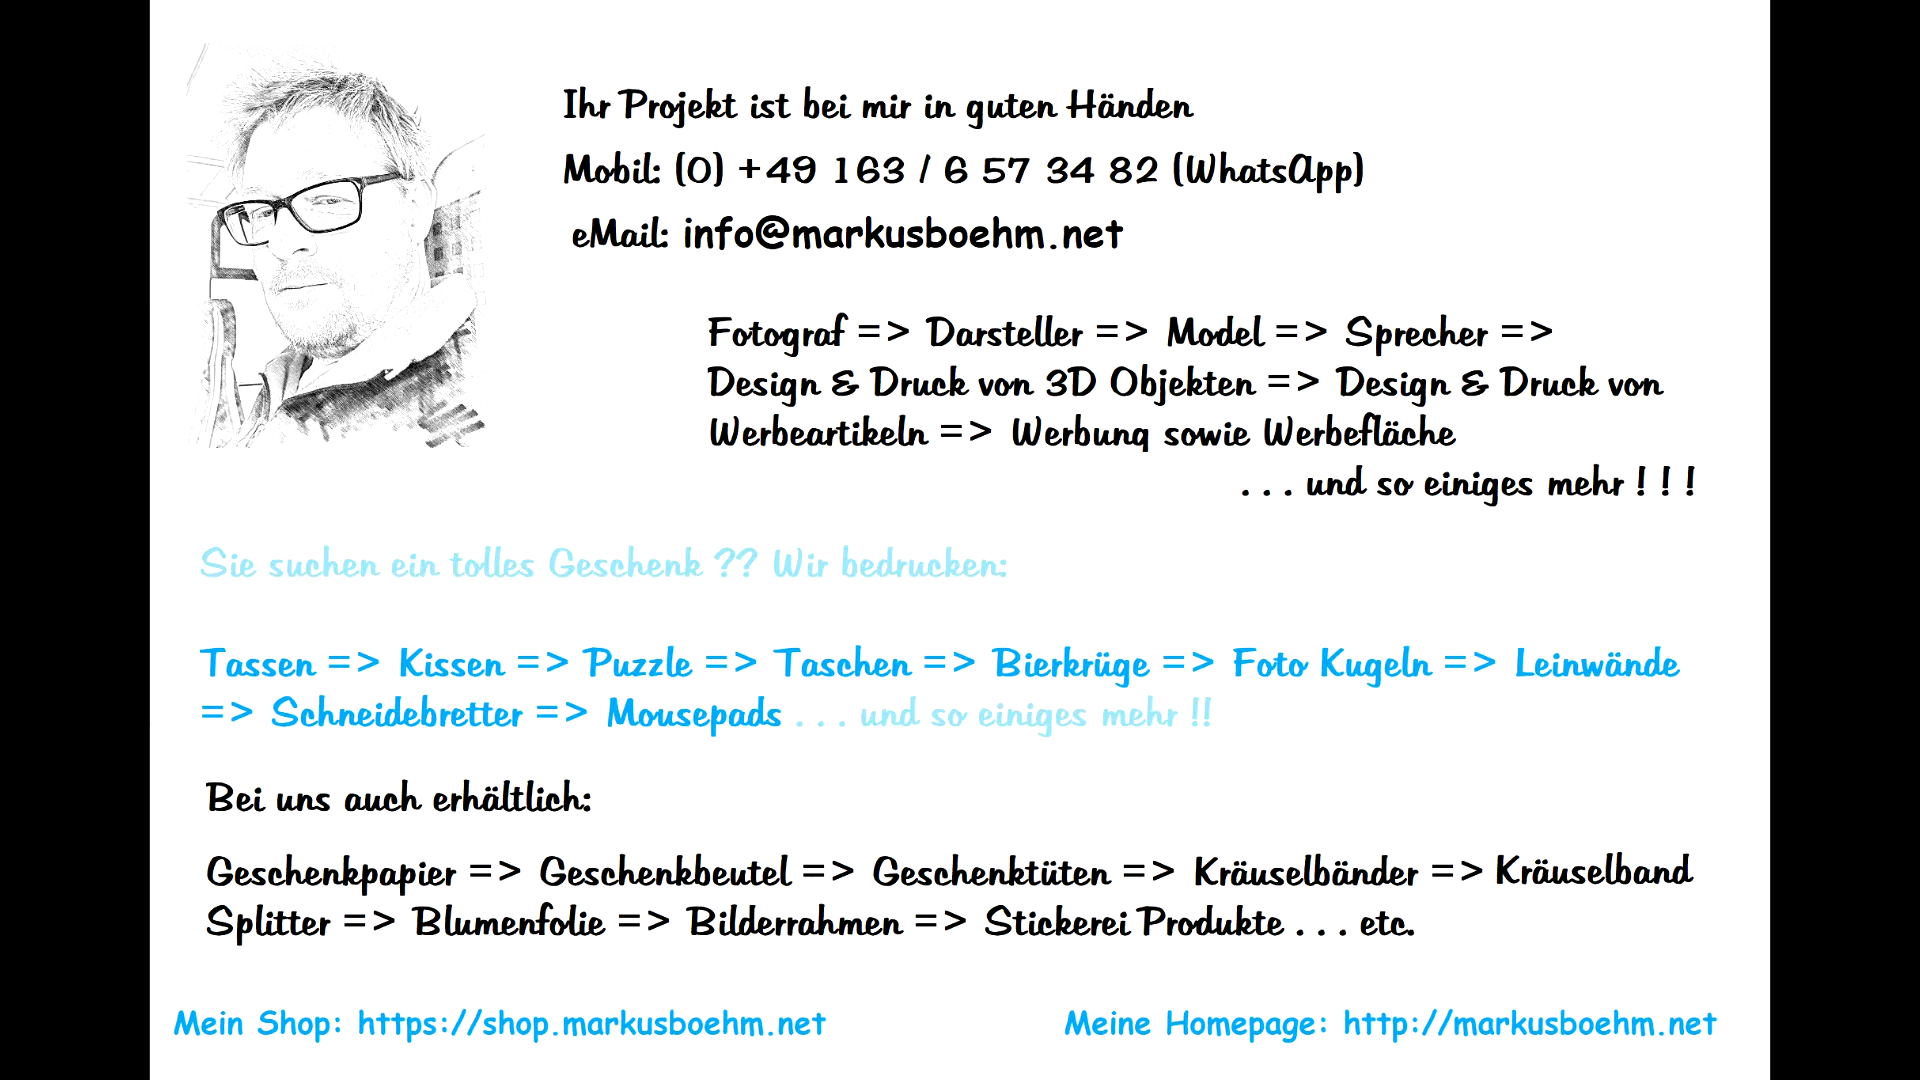 Ihr Projekt ist bei mir in guten Händen
Mobil: (0) +49 163 / 6 57 34 82 (WhatsApp)
eMail: info@markusboehm.net
Fotograf => Darsteller => Model => Sprecher =>
Design & Druck von 3D Objekten => Design & Druck von
Werbeartikeln => Werbung sowie Werbefläche
. . . und so einiges mehr ! ! !
Sie suchen ein tolles Geschenk ?? Wir bedrucken:
Tassen => Kissen => Puzzle => Taschen => Bierkrüge => Foto Kugeln => Leinwände
=> Schneidebretter => Mousepads . . . und so einiges mehr !!
Bei uns auch erhältlich:
Geschenkpapier => Geschenkbeutel => Geschenktüten => Kräuselbänder => Kräuselband
Splitter => Blumenfolie => Bilderrahmen => Stickerei Produkte . . . etc.
Mein Shop: https://shop.markusboehm.net
Meine Homepage: http://markusboehm.net